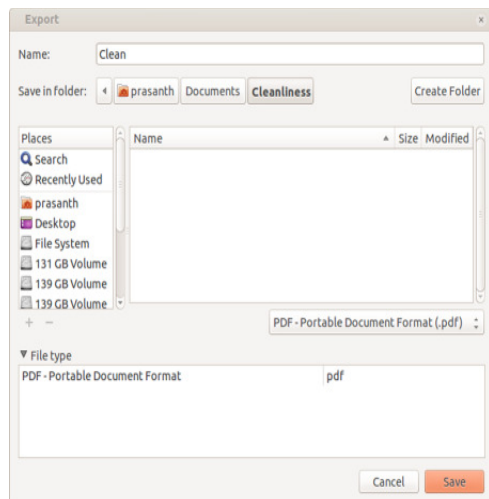 Export x
Name: Clean
Save in folder: prasanth Documents Cleanliness Create Folder
Places Name Size Modified
Search
Recently Used
prasanth
Desktop
File System
131 GB Volume
139 GB Volume
139 GB Volume
+ -
PDF - Portable Document Format (.pdf)
File type
PDF - Portable Document Format pdf
Cancel Save